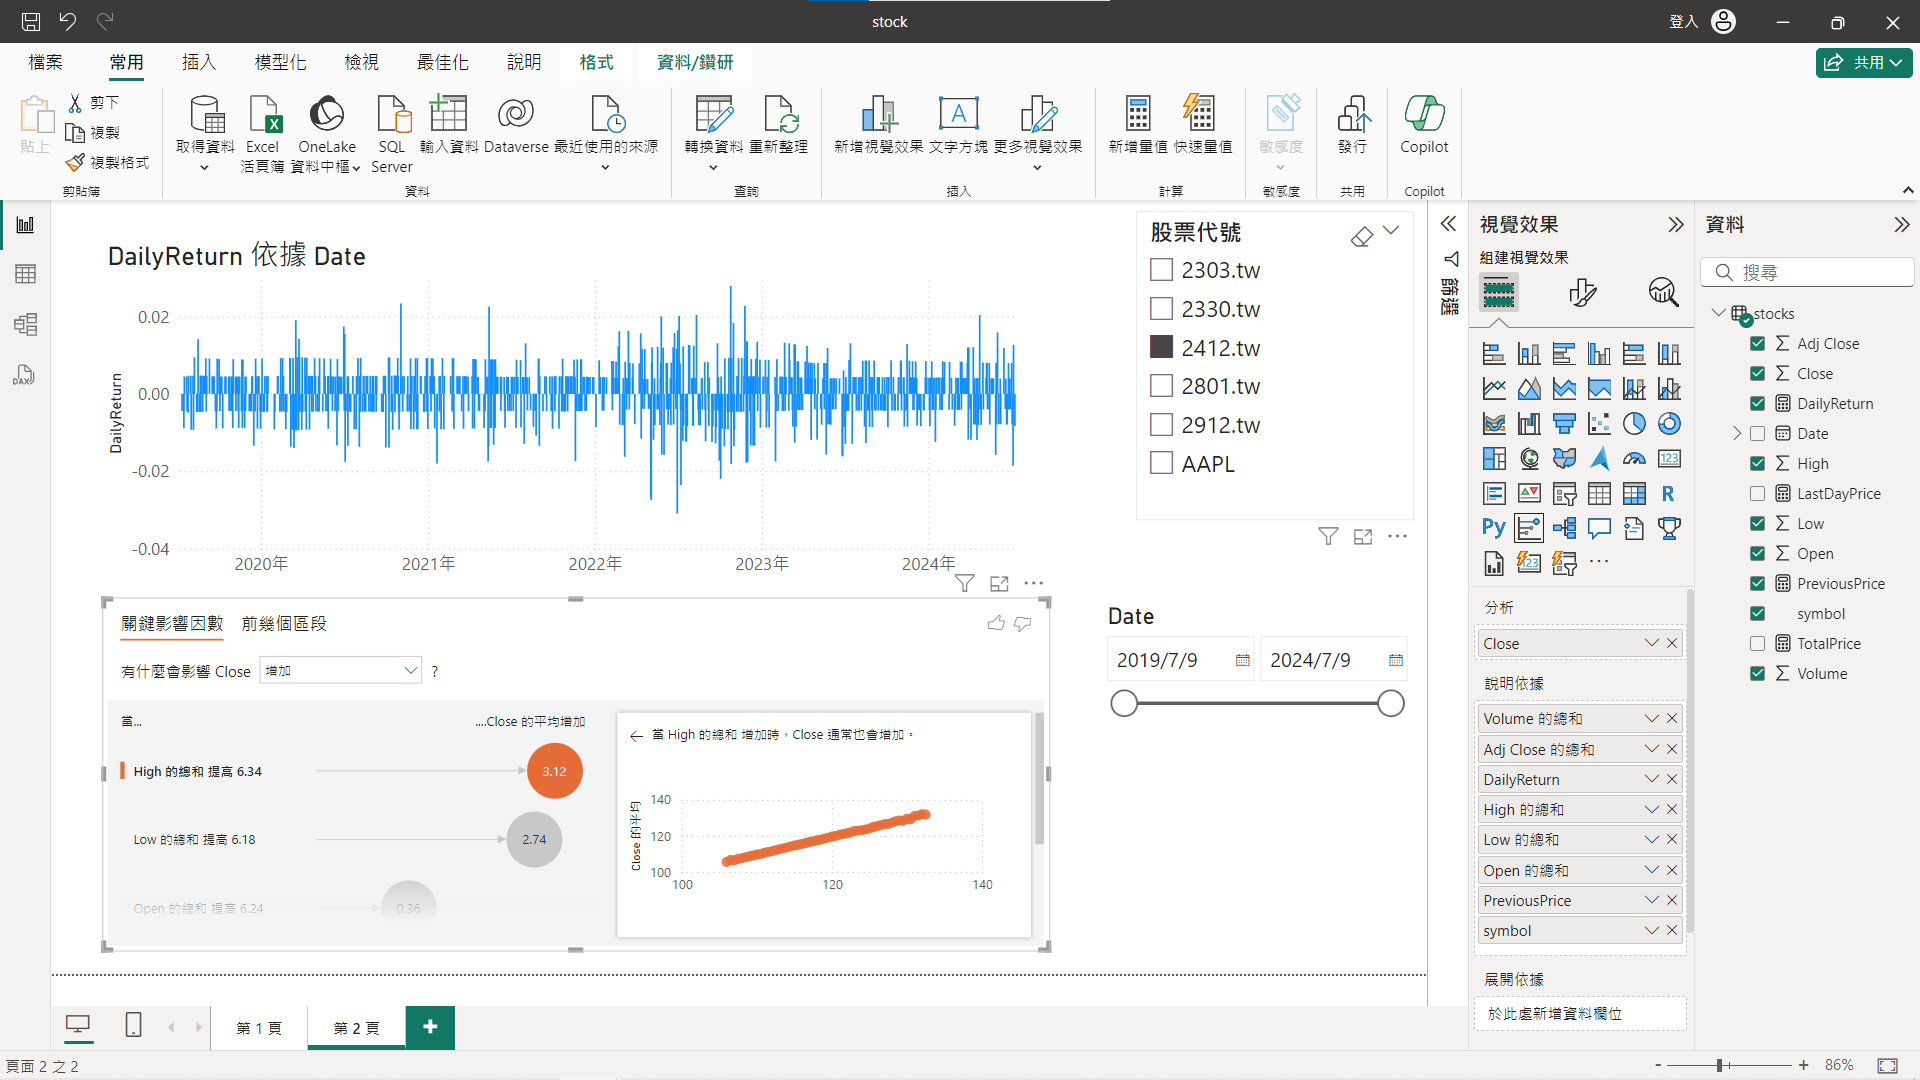 stock
登入
檔案
常用
插入
模型化
檢視
最佳化
說明
格式
資料/鑽研
共用
貼上
剪下
複製
複製格式
剪貼簿
取得資料
Excel
活頁簿
OneLake
資料中樞
SQL
Server
輸入資料
Dataverse
最近使用的來源
資料
轉換資料
重新整理
查詢
新增視覺效果
文字方塊
更多視覺效果
插入
新增量值
快速量值
計算
敏感度
敏感度
發行
共用
Copilot
Copilot
DAX
DailyReturn 依據 Date
DailyReturn
0.02
0.00
-0.02
-0.04
2020年
2021年
2022年
2023年
2024年
股票代號
2303.tw
2330.tw
2412.tw
2801.tw
2912.tw
AAPL
關鍵影響因數
前幾個區段
有什麼會影響 Close
增加
?
當...
....Close 的平均增加
High 的總和 提高 6.34
3.12
Low 的總和 提高 6.18
2.74
Open 的總和 提高 6.24
0.36
當 High 的總和 增加時，Close 通常也會增加。
Close 的平均
140
120
100
100
120
140
Date
2019/7/9
2024/7/9
篩選
視覺效果
組建視覺效果
123
R
Py
123
分析
Close
說明依據
Volume 的總和
Adj Close 的總和
DailyReturn
High 的總和
Low 的總和
Open 的總和
PreviousPrice
symbol
展開依據
於此處新增資料欄位
資料
搜尋
stocks
Adj Close
Close
DailyReturn
Date
High
LastDayPrice
Low
Open
PreviousPrice
symbol
TotalPrice
Volume
第 1 頁
第 2 頁
頁面 2 之 2
- + 86%